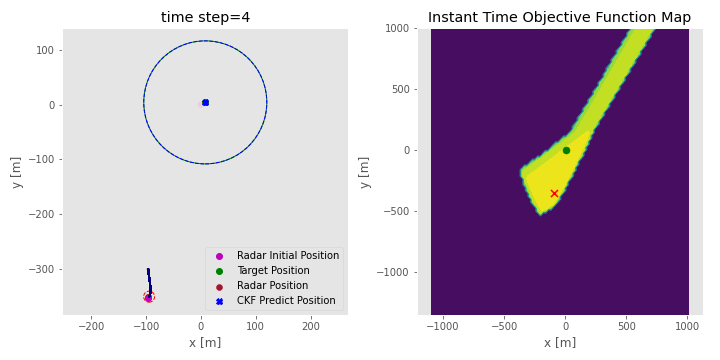 time step=4
y [m]
100
0
−100
−200
−300
−200
−100
0
100
200
x [m]
Radar Initial Position
Target Position
Radar Position
CKF Predict Position
Instant Time Objective Function Map
y [m]
1000
500
0
−500
−1000
−1000
−500
0
500
1000
x [m]